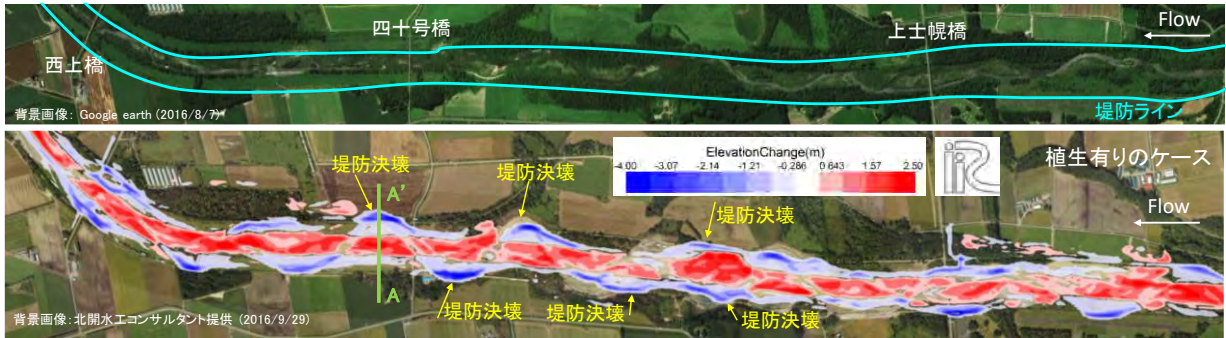 四十号橋
上士幌橋
Flow
西上橋
背景画像: Google earth (2016/8/7)
堤防ライン
ElevationChange(m)
-4.00 -3.07 -2.14 -1.21 -0.286 0.643 1.57 2.50
iRIC
植生有りのケース
堤防決壊
堤防決壊
堤防決壊
A'
Flow
A
堤防決壊
堤防決壊
堤防決壊
背景画像:北開水工コンサルタント提供 (2016/9/29)